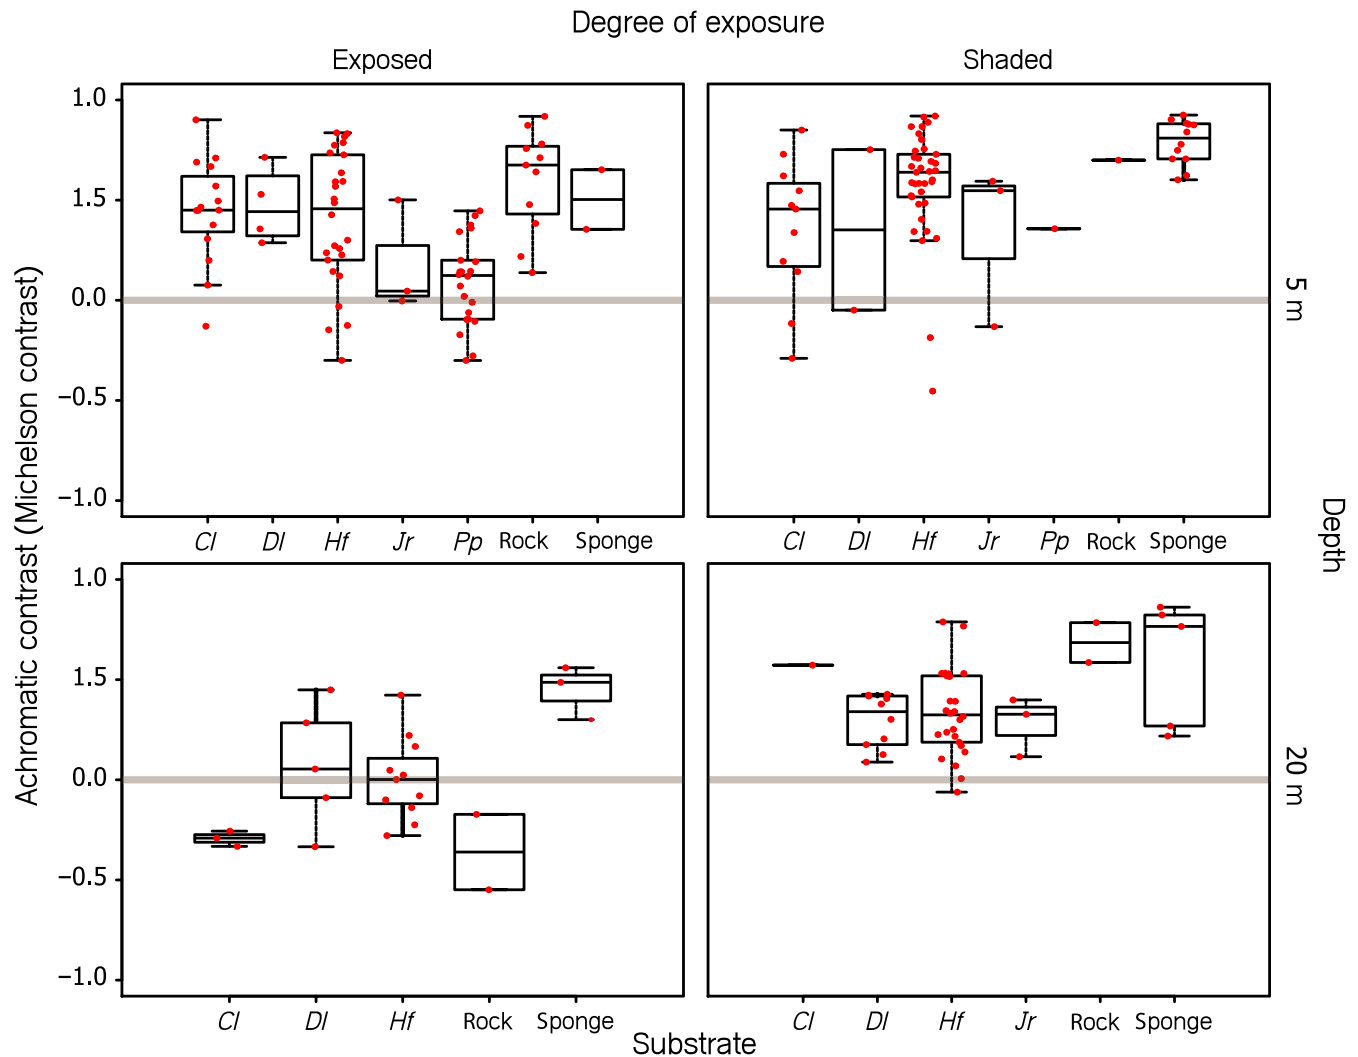 Degree of exposure
Exposed
Shaded
1.0
1.5
0.0
−0.5
−1.0
Cl Dl Hf Jr Pp Rock Sponge
Cl Dl Hf Jr Pp Rock Sponge
5 m
1.0
1.5
0.0
−0.5
−1.0
Cl Dl Hf Rock Sponge
Cl Dl Hf Jr Rock Sponge
20 m
Achromatic contrast (Michelson contrast)
Depth
Substrate